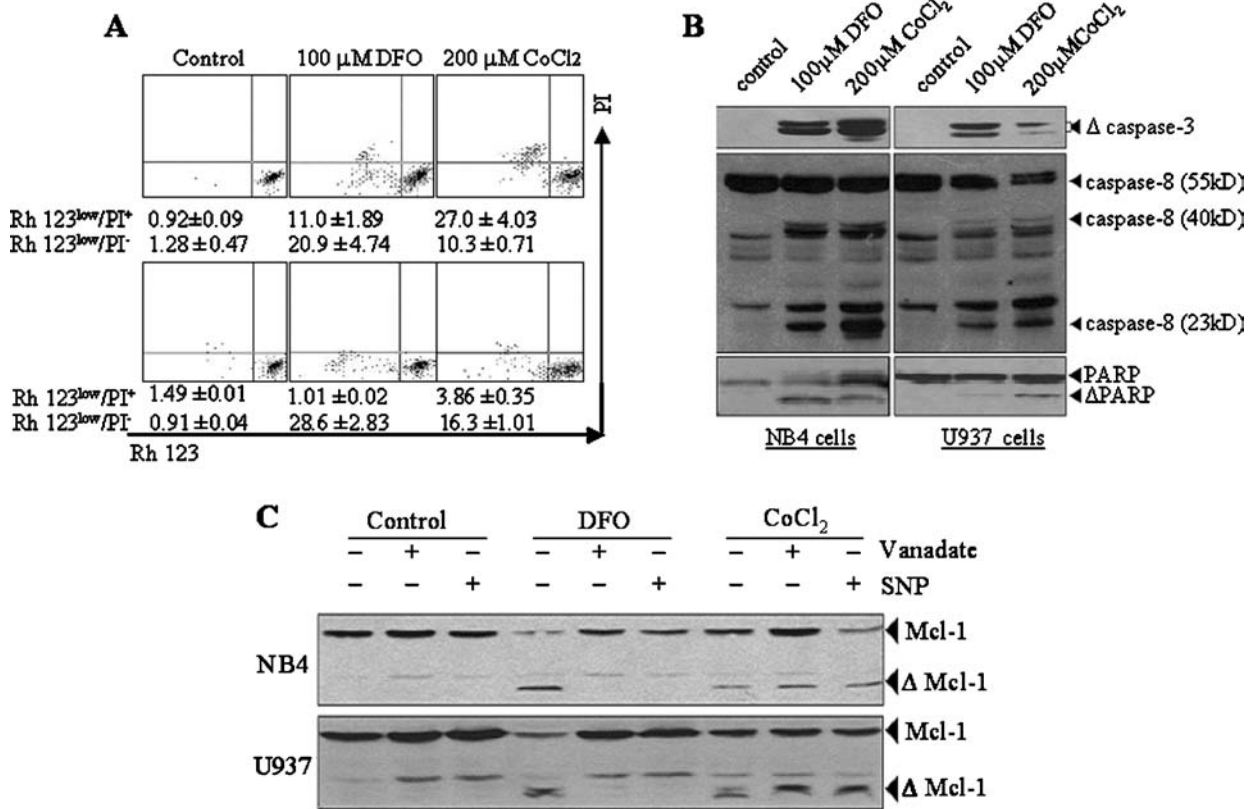 A
Control 100 μM DFO 200 μM CoCl2
PI
Rh 123low/PI+ 0.92±0.09 11.0 ±1.89 27.0 ± 4.03
Rh 123low/PI- 1.28 ±0.47 20.9 ±4.74 10.3 ±0.71
Rh 123low/PI+ 1.49 ±0.01 1.01 ±0.02 3.86 ±0.35
Rh 123low/PI- 0.91 ±0.04 28.6 ±2.83 16.3 ±1.01
Rh 123
B
control 100μM DFO 200μM CoCl2 control 100μM DFO 200μMCoCl2
Δ caspase-3
caspase-8 (55kD)
caspase-8 (40kD)
caspase-8 (23kD)
PARP
ΔPARP
NB4 cells U937 cells
C
Control DFO CoCl2
− + − − + − − + − Vanadate
− − + − − + − − + SNP
NB4
Mcl-1
Δ Mcl-1
U937
Mcl-1
Δ Mcl-1